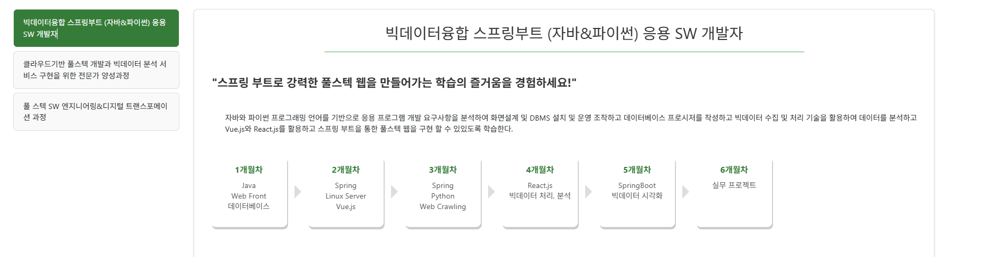 빅데이터융합 스프링부트 (자바&파이썬) 응용
SW 개발자
클라우드기반 풀스텍 개발과 빅데이터 분석 서
비스 구현을 위한 전문가 양성과정
풀 스텍 SW 엔지니어링&디지털 트랜스포메이
션 과정
빅데이터융합 스프링부트 (자바&파이썬) 응용 SW 개발자
"스프링 부트로 강력한 풀스텍 웹을 만들어가는 학습의 즐거움을 경험하세요!"
자바와 파이썬 프로그래밍 언어를 기반으로 응용 프로그램 개발 요구사항을 분석하여 화면설계 및 DBMS 설치 및 운영 조작하고 데이터베이스 프로시저를 작성하고 빅데이터 수집 및 처리 기술을 활용하여 데이터를 분석하고
Vue.js와 React.js를 활용하고 스프링 부트을 통한 풀스텍 웹을 구현 할 수 있있도록 학습한다.
1개월차
Java
Web Front
데이터베이스
2개월차
Spring
Linux Server
Vue.js
3개월차
Spring
Python
Web Crawling
4개월차
React.js
빅데이터 처리, 분석
5개월차
SpringBoot
빅데이터 시각화
6개월차
실무 프로젝트